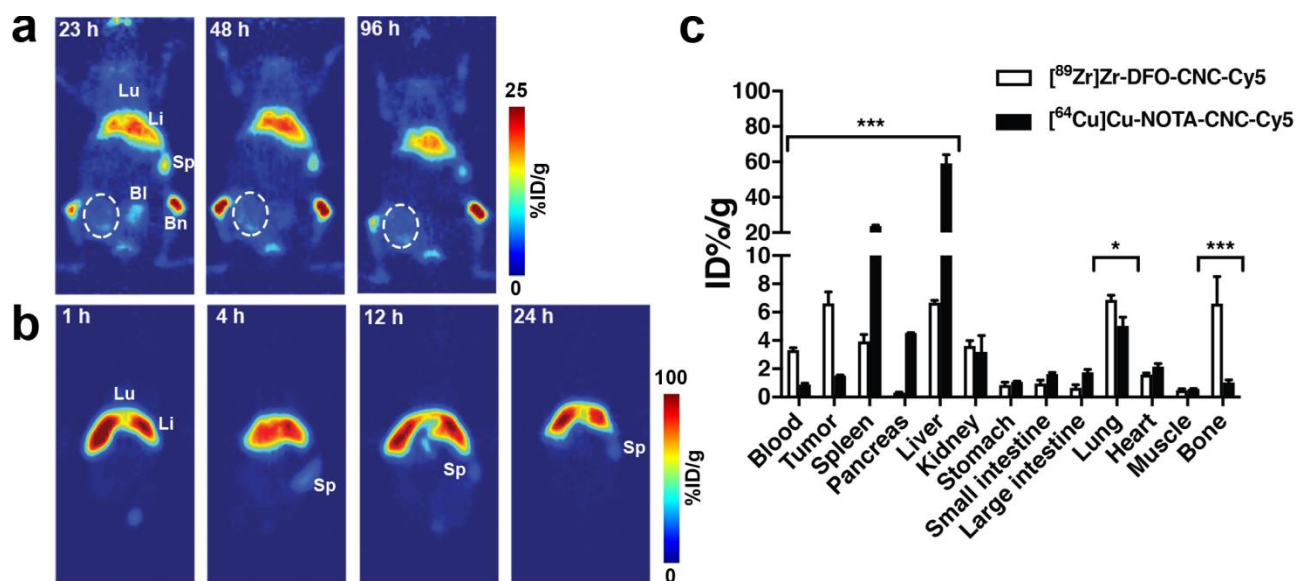 a
23 h
48 h
96 h
Lu
Li
Sp
Bl
Bn
25
%ID/g
0
b
1 h
4 h
12 h
24 h
Lu
Li
Sp
Sp
Sp
100
%ID/g
0
c
[⁸⁹Zr]Zr-DFO-CNC-Cy5
[⁶⁴Cu]Cu-NOTA-CNC-Cy5
ID%/g
100
80
60
40
20
10
8
6
4
2
0
***
*
***
Blood
Tumor
Spleen
Pancreas
Liver
Kidney
Stomach
Small intestine
Large intestine
Lung
Heart
Muscle
Bone